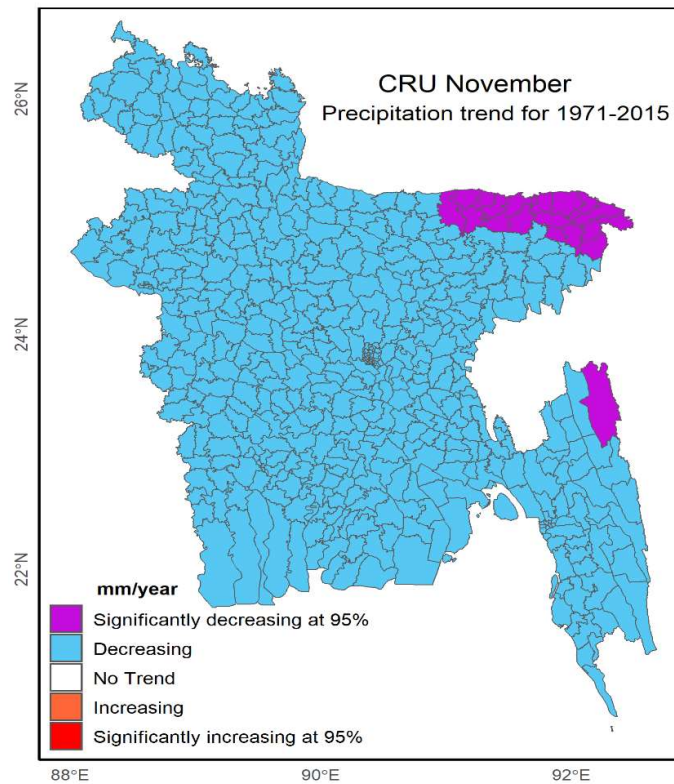 CRU November
Precipitation trend for 1971-2015
26°N
24°N
22°N
mm/year
Significantly decreasing at 95%
Decreasing
No Trend
Increasing
Significantly increasing at 95%
88°E 90°E 92°E